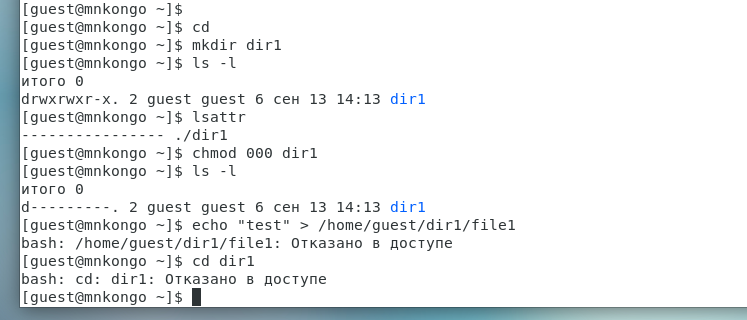 [guest@mnkongo ~]$
[guest@mnkongo ~]$ cd
[guest@mnkongo ~]$ mkdir dir1
[guest@mnkongo ~]$ ls -l
итого 0
drwxrwxr-x. 2 guest guest 6 сен 13 14:13 dir1
[guest@mnkongo ~]$ lsattr
---------------- ./dir1
[guest@mnkongo ~]$ chmod 000 dir1
[guest@mnkongo ~]$ ls -l
итого 0
d---------. 2 guest guest 6 сен 13 14:13 dir1
[guest@mnkongo ~]$ echo "test" > /home/guest/dir1/file1
bash: /home/guest/dir1/file1: Отказано в доступе
[guest@mnkongo ~]$ cd dir1
bash: cd: dir1: Отказано в доступе
[guest@mnkongo ~]$